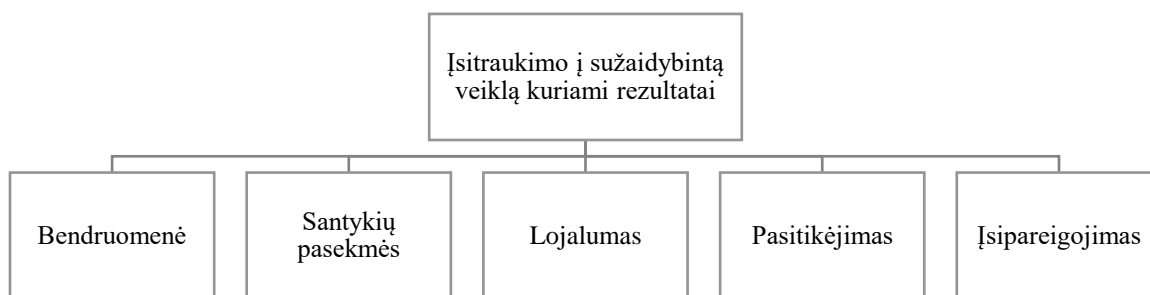 Įsitraukimo į sužaidybintą
veiklą kuriami rezultatai
Bendruomenė
Santykių
pasekmės
Lojalumas
Pasitikėjimas
Įsipareigojimas